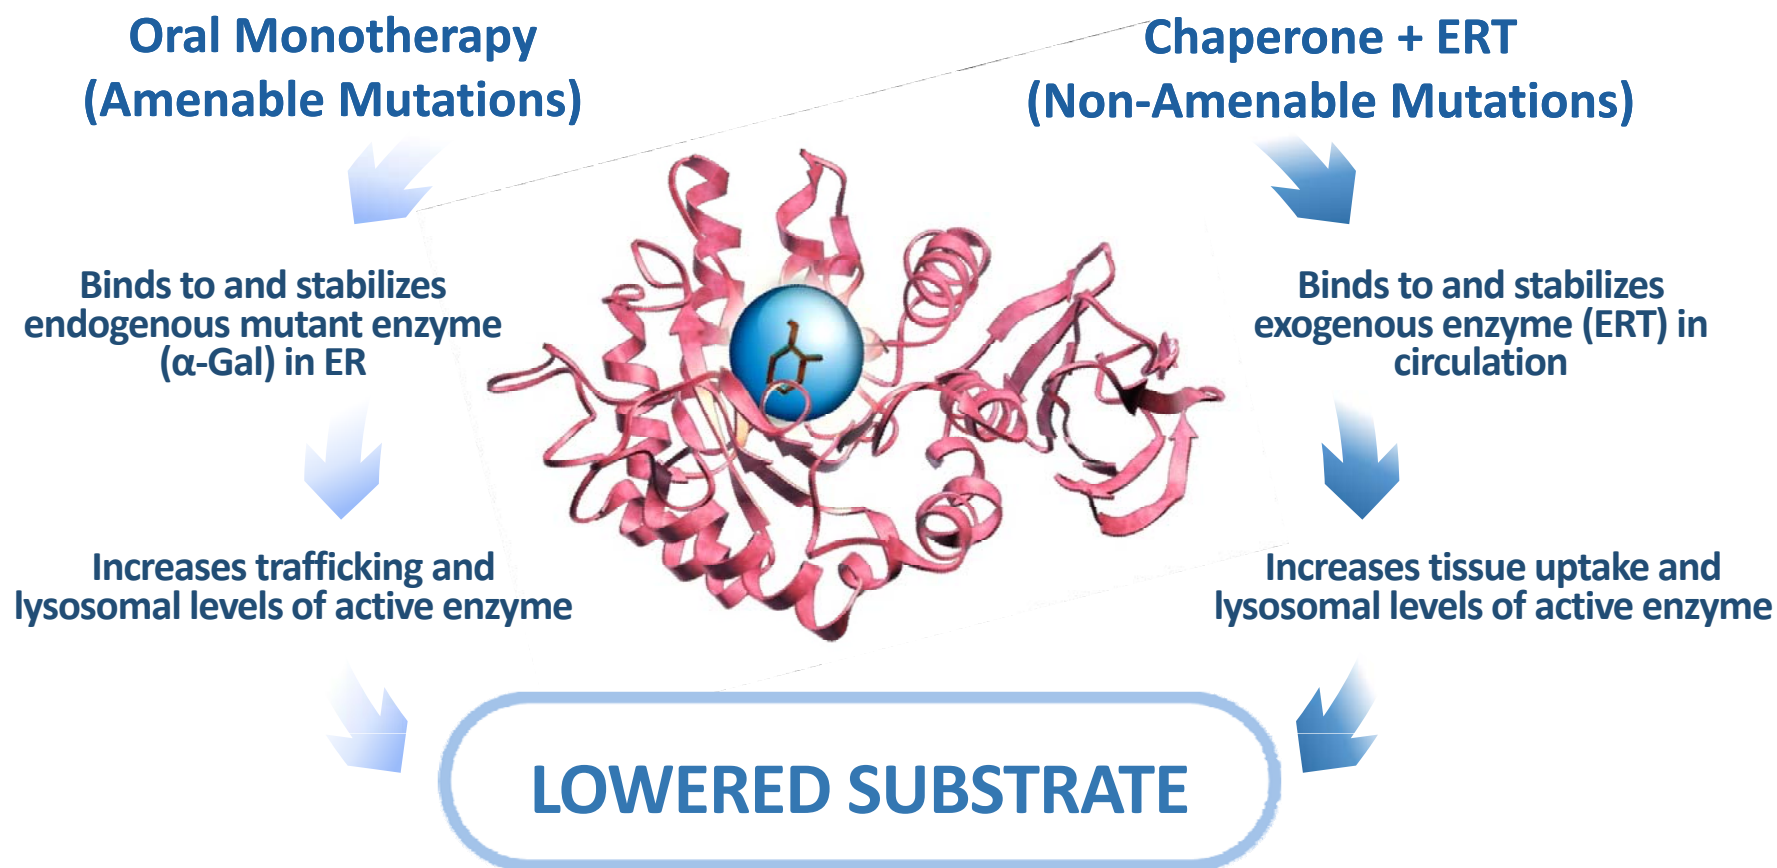 Oral Monotherapy
(Amenable Mutations)
Binds to and stabilizes
endogenous mutant enzyme
(α-Gal) in ER
Increases trafficking and
lysosomal levels of active enzyme
Chaperone + ERT
(Non-Amenable Mutations)
Binds to and stabilizes
exogenous enzyme (ERT) in
circulation
Increases tissue uptake and
lysosomal levels of active enzyme
LOWERED SUBSTRATE